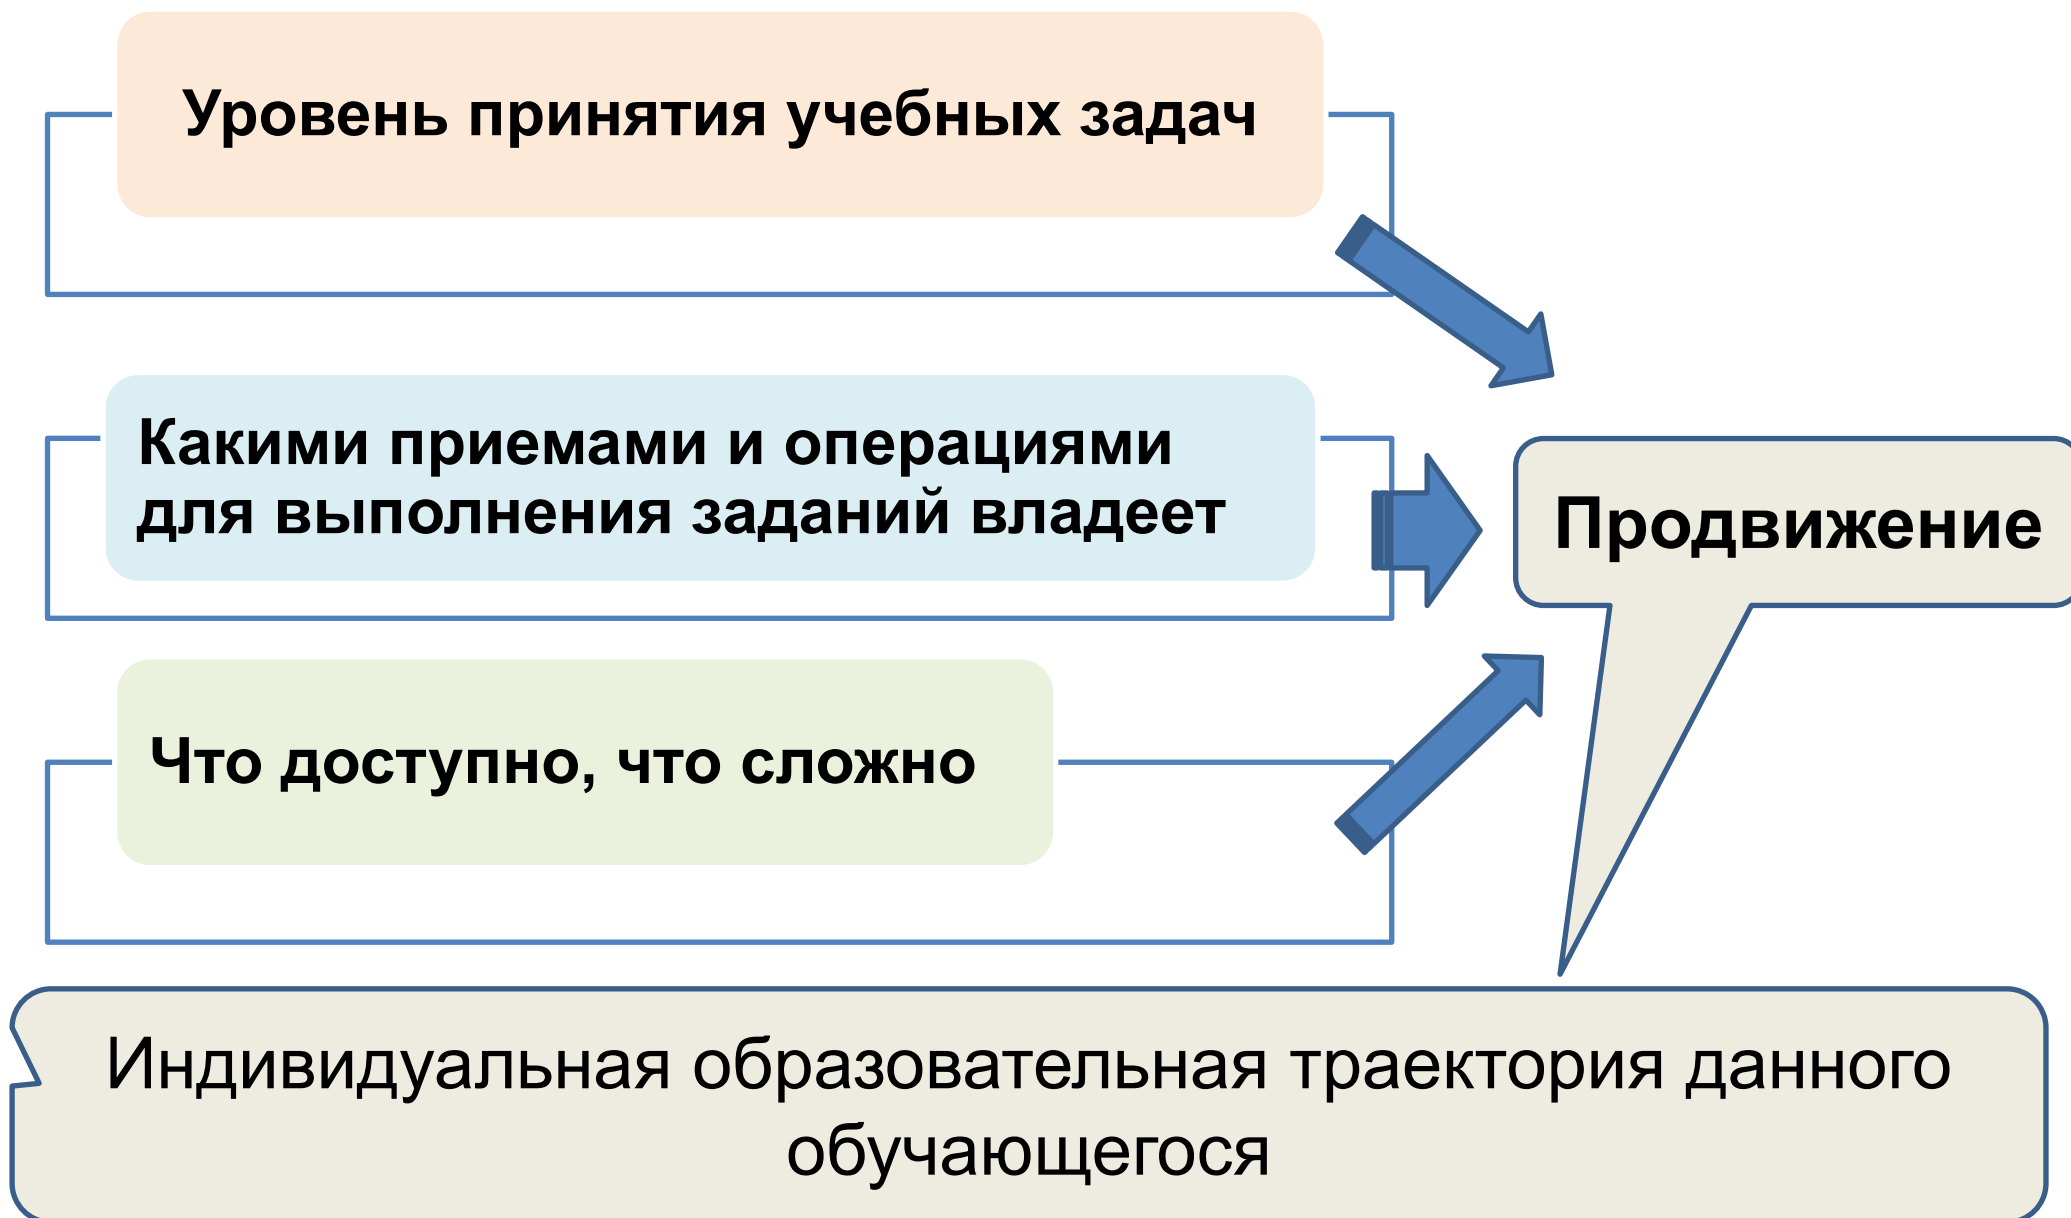 Уровень принятия учебных задач
Какими приемами и операциями
для выполнения заданий владеет
Продвижение
Что доступно, что сложно
Индивидуальная образовательная траектория данного
обучающегося